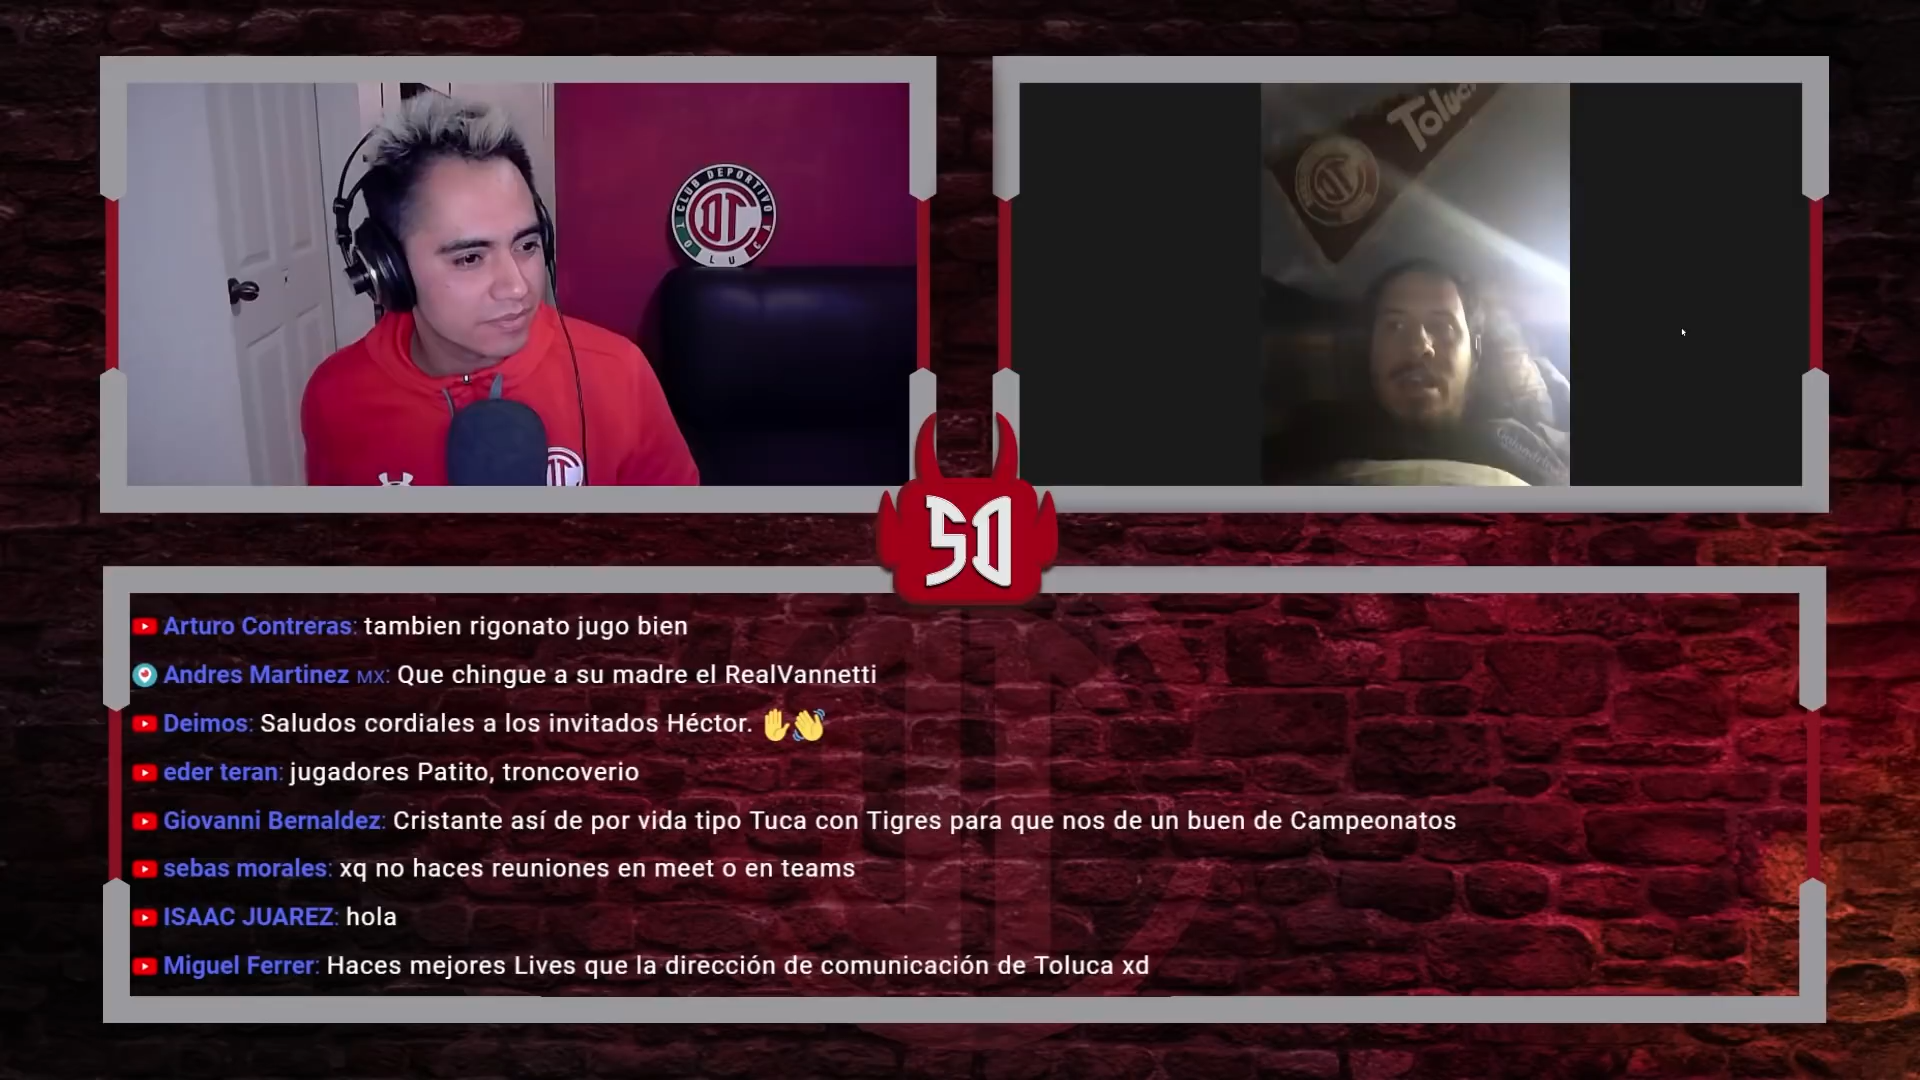 CLUB DEPORTIVO
TOLUCA
Toluca
Arturo Contreras: tambien rigonato jugo bien
Andres Martinez MX: Que chingue a su madre el RealVannetti
Deimos: Saludos cordiales a los invitados Héctor. ✋👋
eder teran: jugadores Patito, troncoverio
Giovanni Bernaldez: Cristante así de por vida tipo Tuca con Tigres para que nos de un buen de Campeonatos
sebas morales: xq no haces reuniones en meet o en teams
ISAAC JUAREZ: hola
Miguel Ferrer: Haces mejores Lives que la dirección de comunicación de Toluca xd